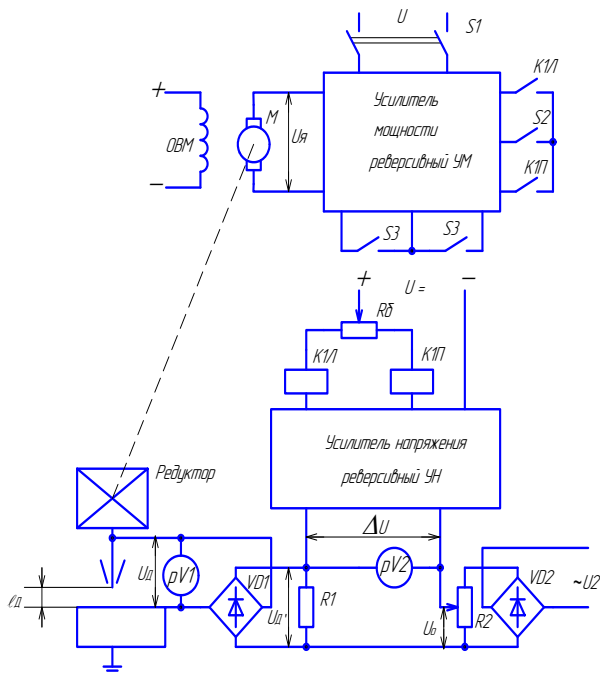 U
S1
К1Л
S2
К1П
Усилитель
мощности
реверсивный УМ
+
ОВМ
−
М
Uя
S3
S3
+
U =
−
Rб
К1Л
К1П
Усилитель напряжения
реверсивный УН
Редуктор
ΔU
Uд
pV1
VD1
pV2
VD2
~U2
ℓд
Uд'
R1
Uо
R2